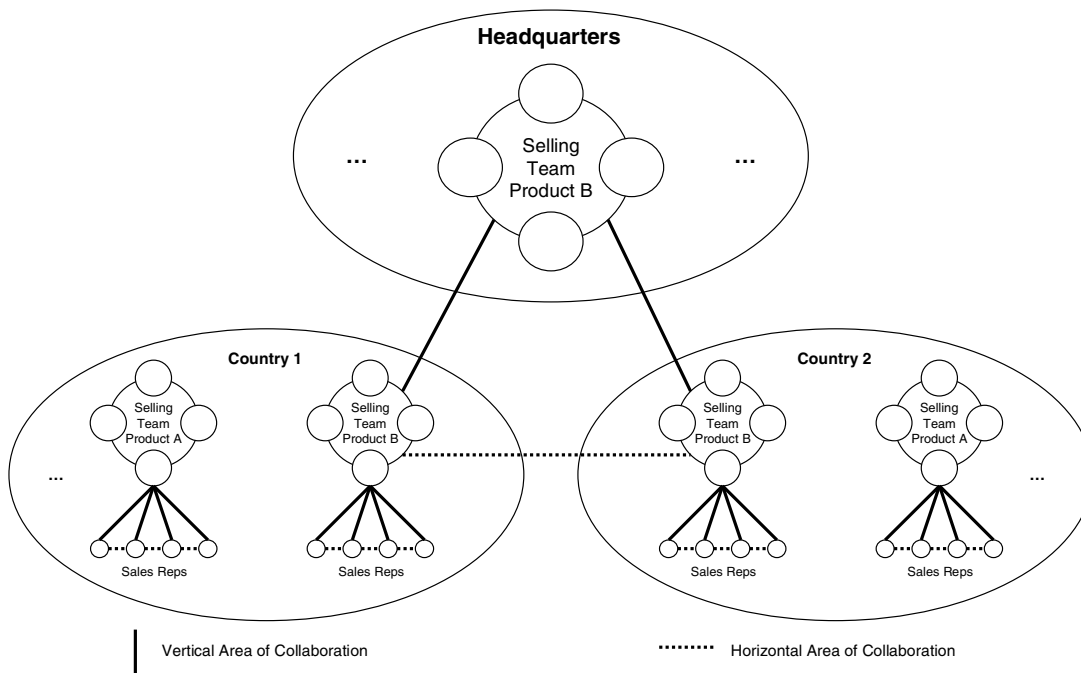 Headquarters
...
Selling
Team
Product B
...
Country 1
Selling
Team
Product A
Selling
Team
Product B
...
Sales Reps
Sales Reps
Country 2
Selling
Team
Product B
Selling
Team
Product A
...
Sales Reps
Sales Reps
Vertical Area of Collaboration
Horizontal Area of Collaboration